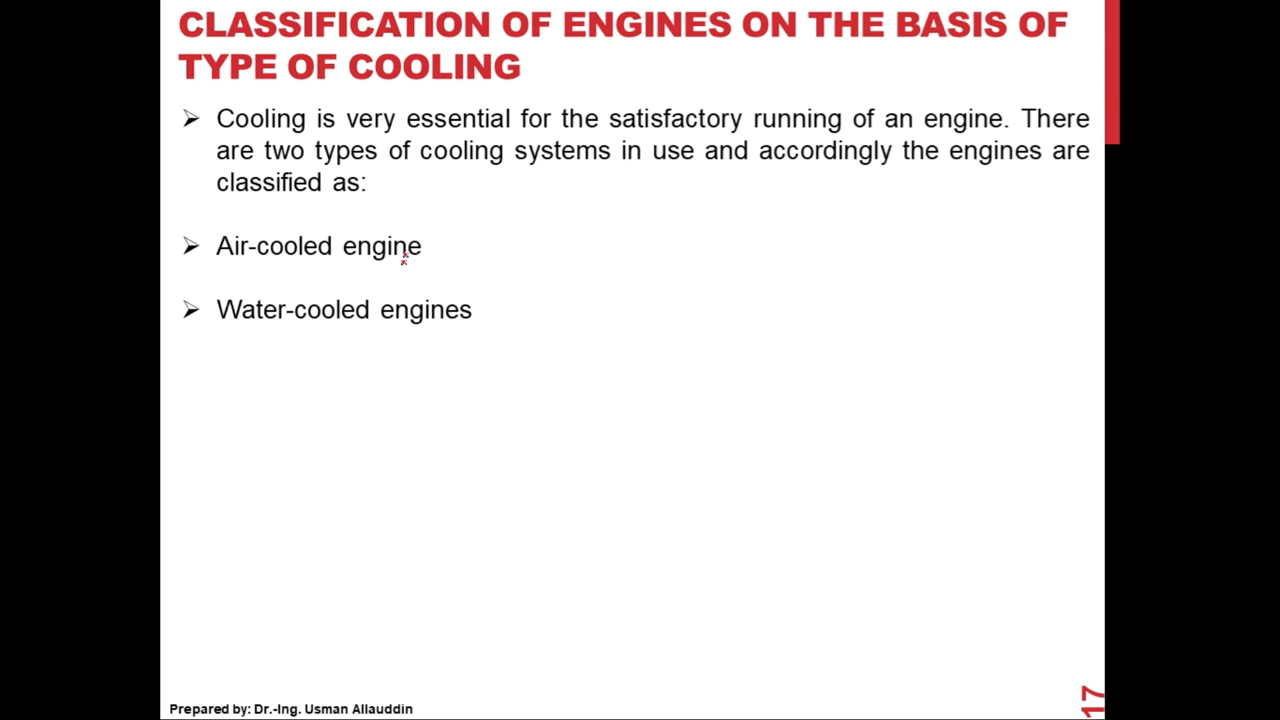 CLASSIFICATION OF ENGINES ON THE BASIS OF
TYPE OF COOLING
➢ Cooling is very essential for the satisfactory running of an engine. There
are two types of cooling systems in use and accordingly the engines are
classified as:
➢ Air-cooled engine
➢ Water-cooled engines
Prepared by: Dr.-Ing. Usman Allauddin
17